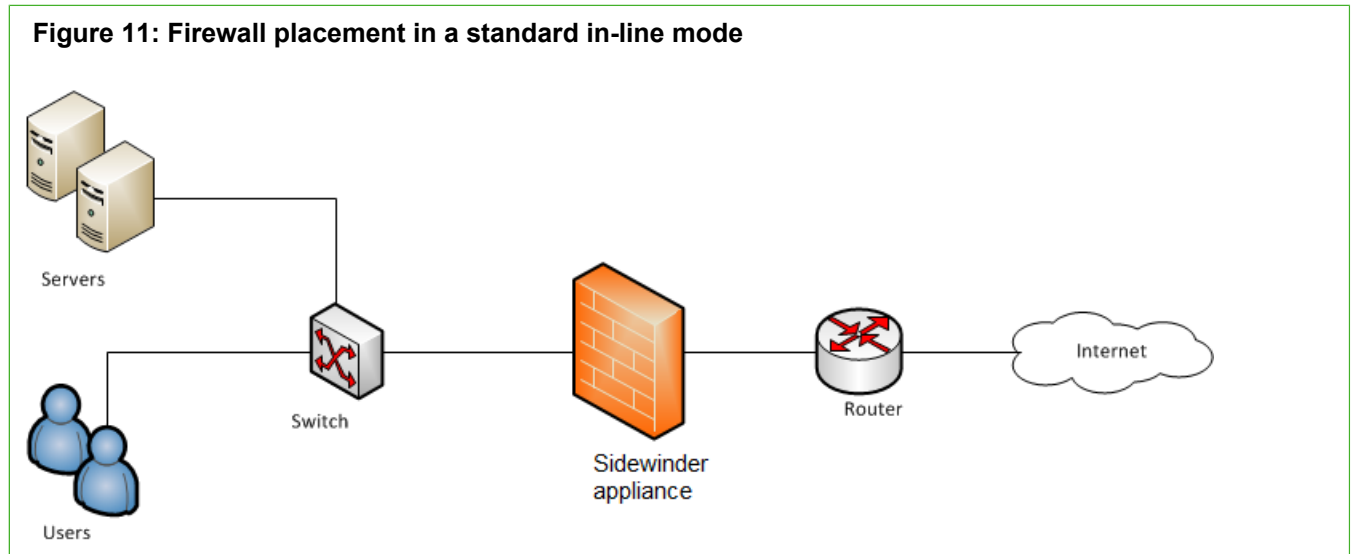 Figure 11: Firewall placement in a standard in-line mode
Servers
Internet
Router
Switch
Sidewinder
appliance
Users